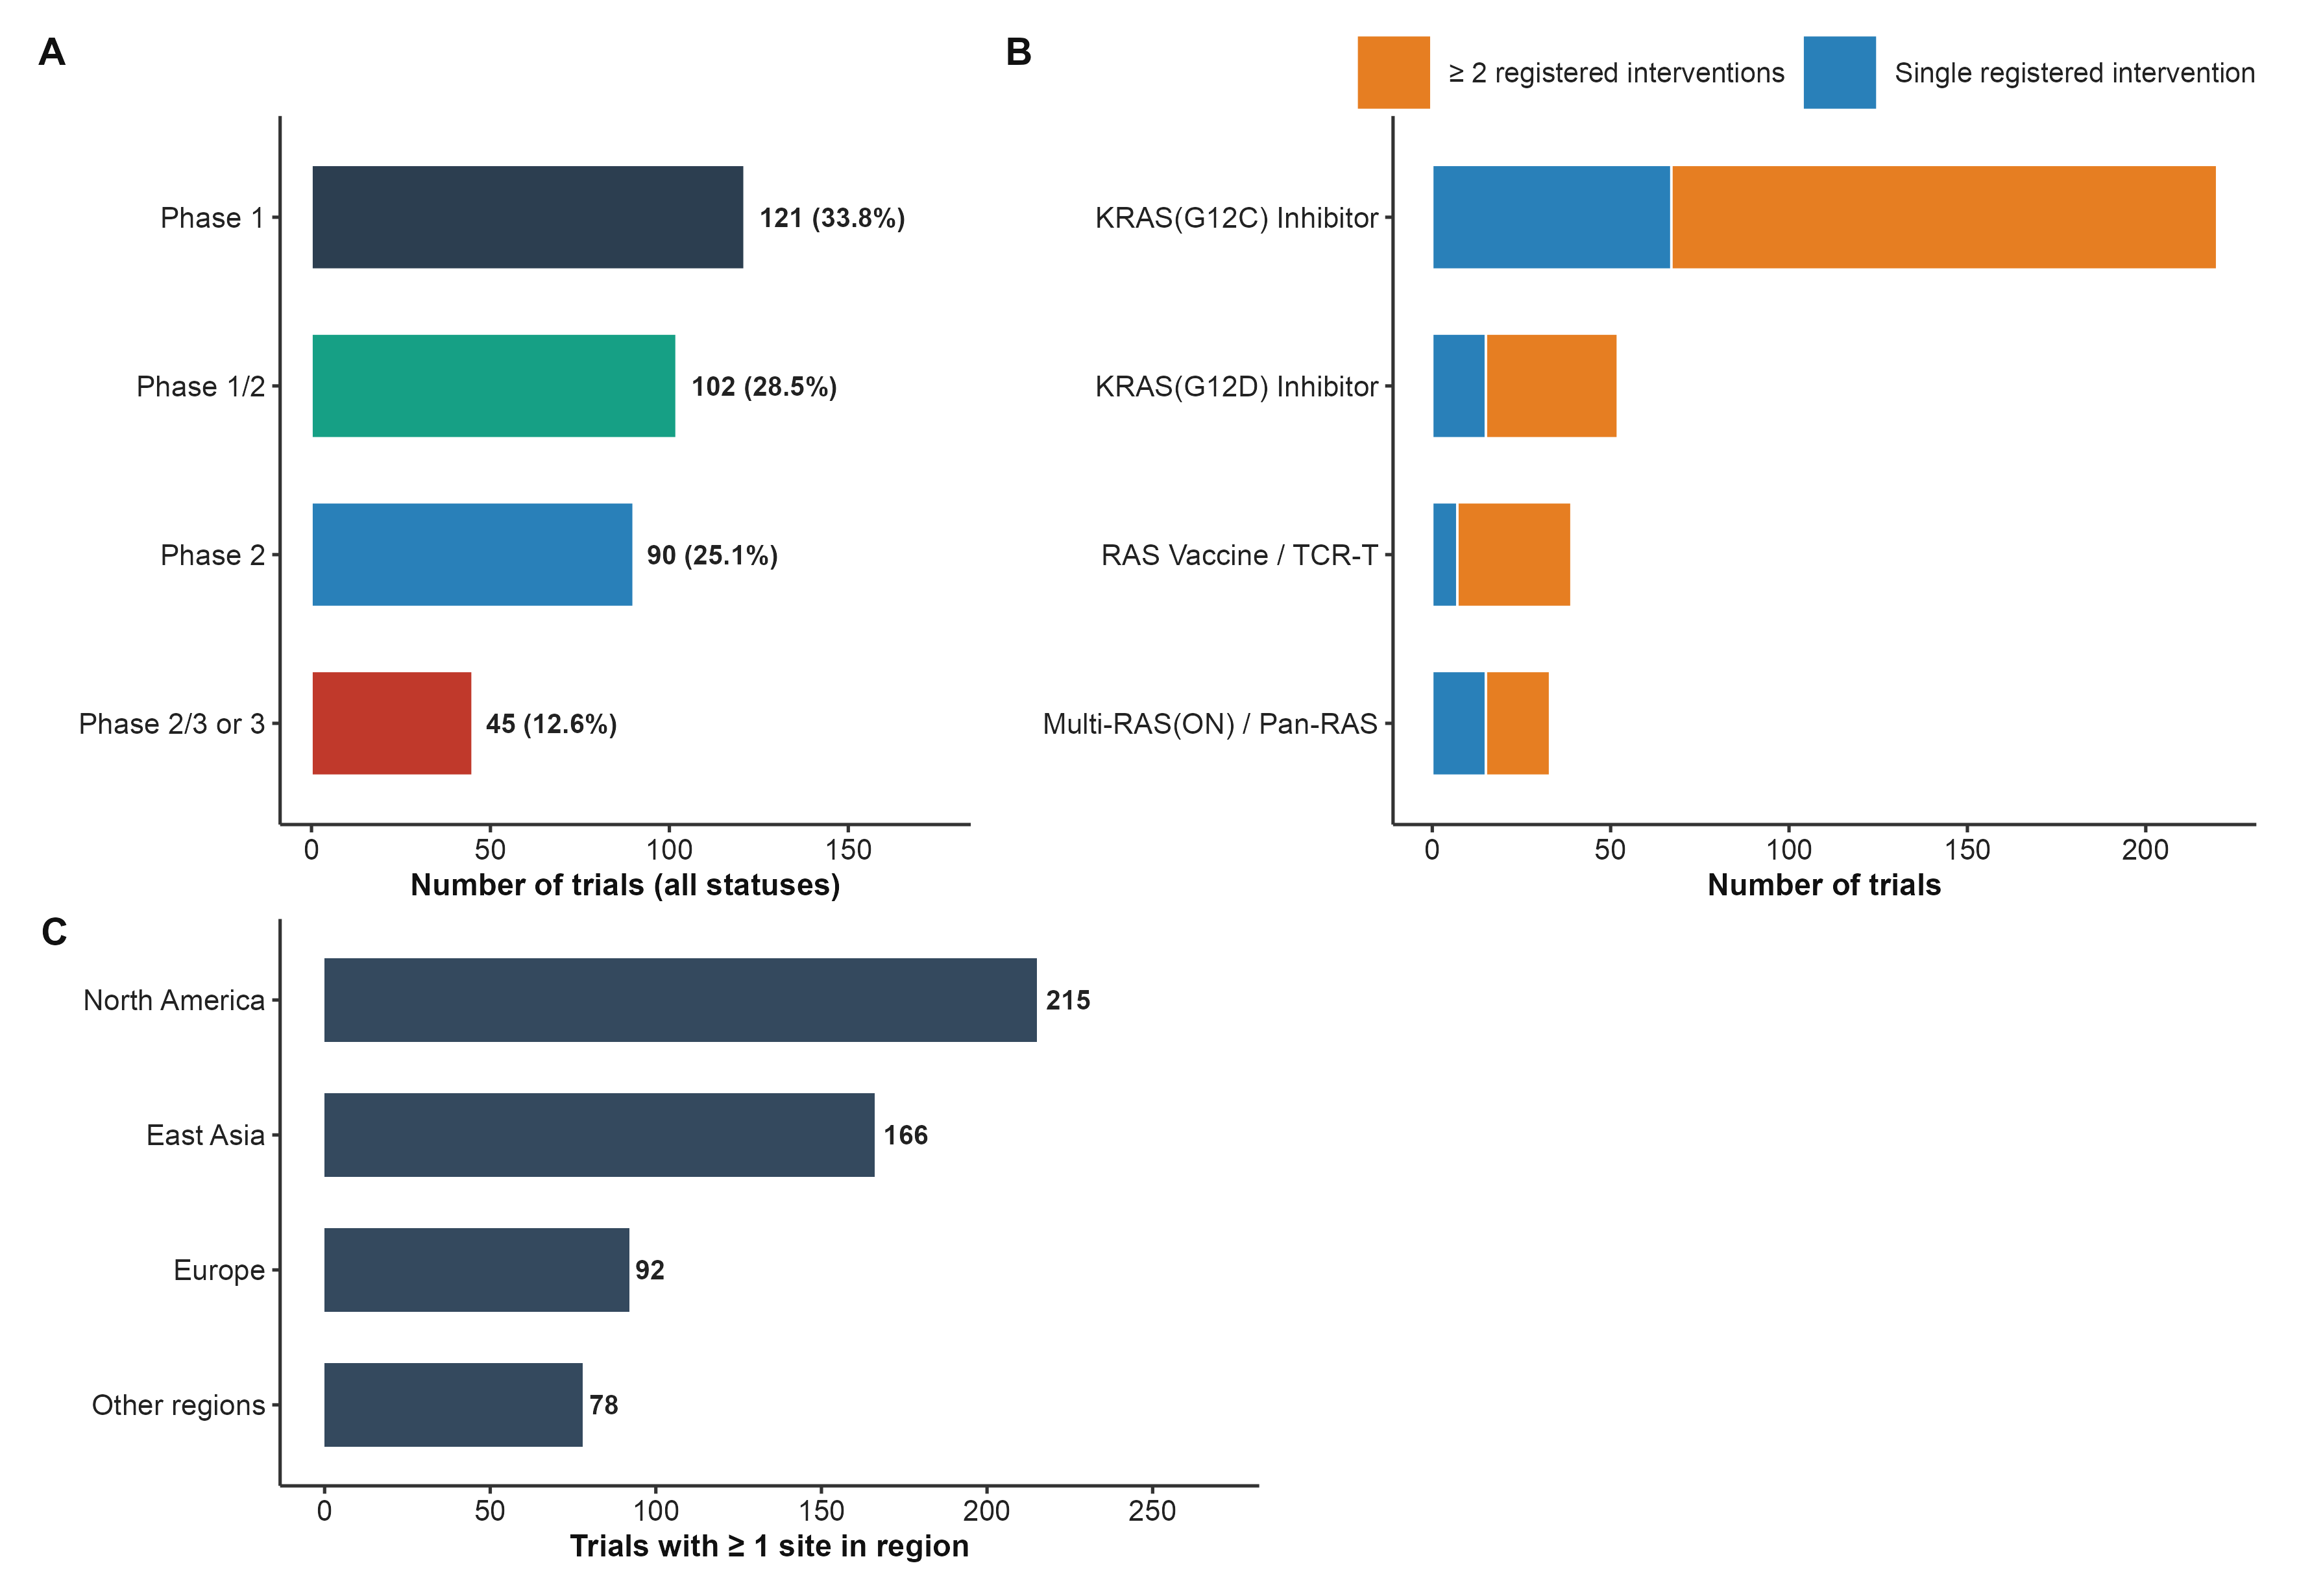 A
Phase 1
121 (33.8%)
Phase 1/2
102 (28.5%)
Phase 2
90 (25.1%)
Phase 2/3 or 3
45 (12.6%)
0 50 100 150
Number of trials (all statuses)
B
≥ 2 registered interventions
Single registered intervention
KRAS(G12C) Inhibitor
KRAS(G12D) Inhibitor
RAS Vaccine / TCR-T
Multi-RAS(ON) / Pan-RAS
0 50 100 150 200
Number of trials
C
North America
215
East Asia
166
Europe
92
Other regions
78
0 50 100 150 200 250
Trials with ≥ 1 site in region